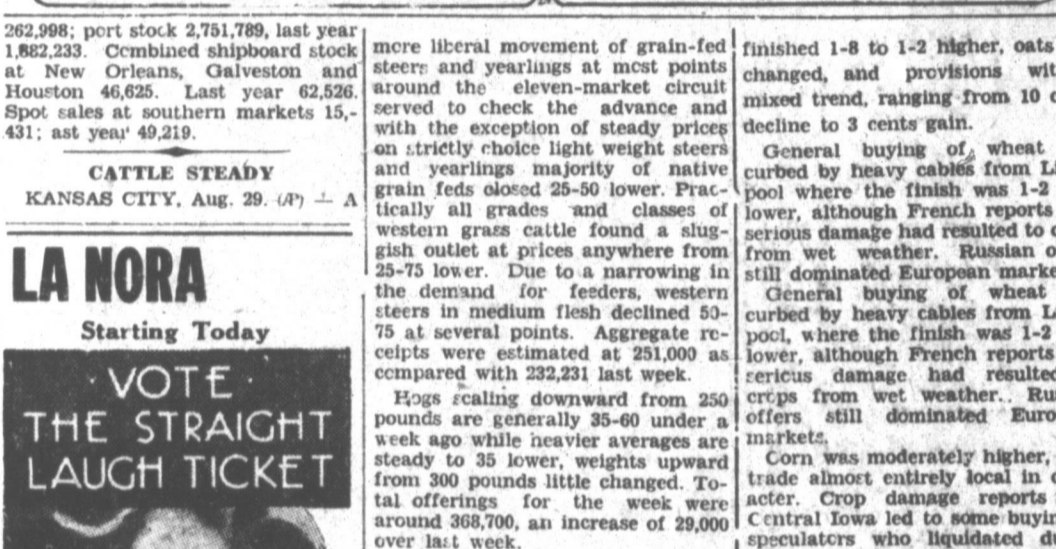 262,998; port stock 2,751,789, last year
1,882,233. Combined shipboard stock
at New Orleans, Galveston and
Houston 46,625. Last year 62,526.
Spot sales at southern markets 15,-
431; ast year 49,219.
CATTLE STEADY
KANSAS CITY, Aug. 29. (AP) — A
LA NORA
Starting Today
VOTE
THE STRAIGHT
LAUGH TICKET
more liberal movement of grain-fed
steers and yearlings at most points
around the eleven-market circuit
served to check the advance and
with the exception of steady prices
on strictly choice light weight steers
and yearlings majority of native
grain feds closed 25-50 lower. Prac-
tically all grades and classes of
western grass cattle found a slug-
gish outlet at prices anywhere from
25-75 lower. Due to a narrowing in
the demand for feeders, western
steers in medium flesh declined 50-
75 at several points. Aggregate re-
ceipts were estimated at 251,000 as
compared with 232,231 last week.
Hogs scaling downward from 250
pounds are generally 35-60 under a
week ago while heavier averages are
steady to 35 lower, weights upward
from 300 pounds little changed. To-
tal offerings for the week were
around 368,700, an increase of 29,000
over last week.
finished 1-8 to 1-2 higher, oats
changed, and provisions wit
mixed trend, ranging from 10 c
decline to 3 cents gain.
General buying of wheat
curbed by heavy cables from Li
pool where the finish was 1-2
lower, although French reports
serious damage had resulted to c
from wet weather. Russian o
still dominated European marke
General buying of wheat
curbed by heavy cables from Li
pool, where the finish was 1-2
lower, although French reports
serious damage had resulted
crops from wet weather.. Rus
offers still dominated Euro
markets.
Corn was moderately higher,
trade almost entirely local in c
acter. Crop damage reports
Central Iowa led to some buyin
speculators who liquidated d